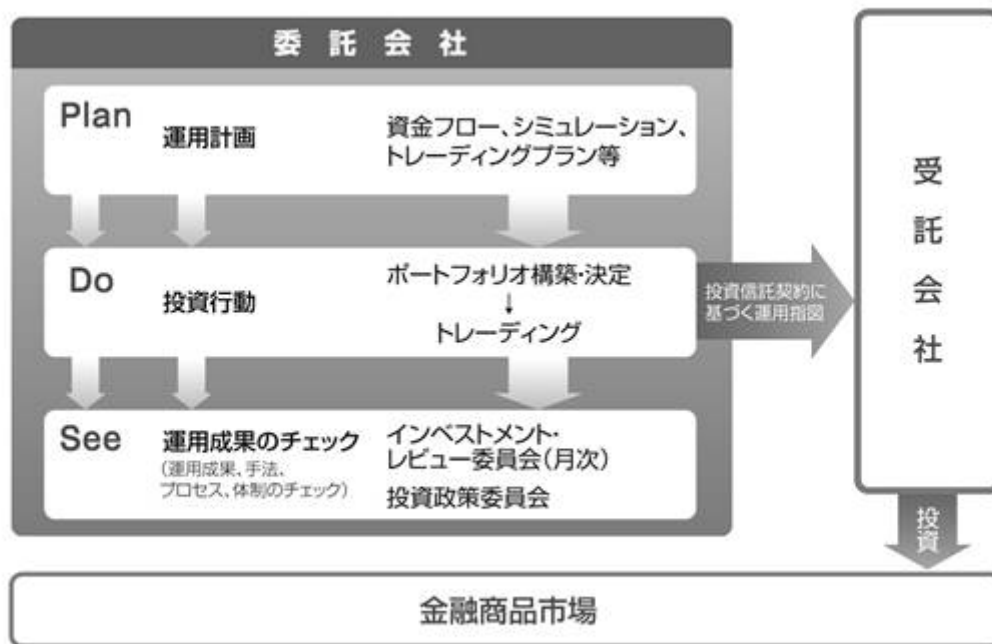 委託会社
Plan
運用計画
資金フロー、シミュレーション、
トレーディングプラン等
Do
投資行動
ポートフォリオ構築・決定
↓
トレーディング
投資信託契約に
基づく運用指図
See
運用成果のチェック
(運用成果、手法、
プロセス、体制のチェック)
インベストメント・
レビュー委員会(月次)
投資政策委員会
受託会社
投資
金融商品市場